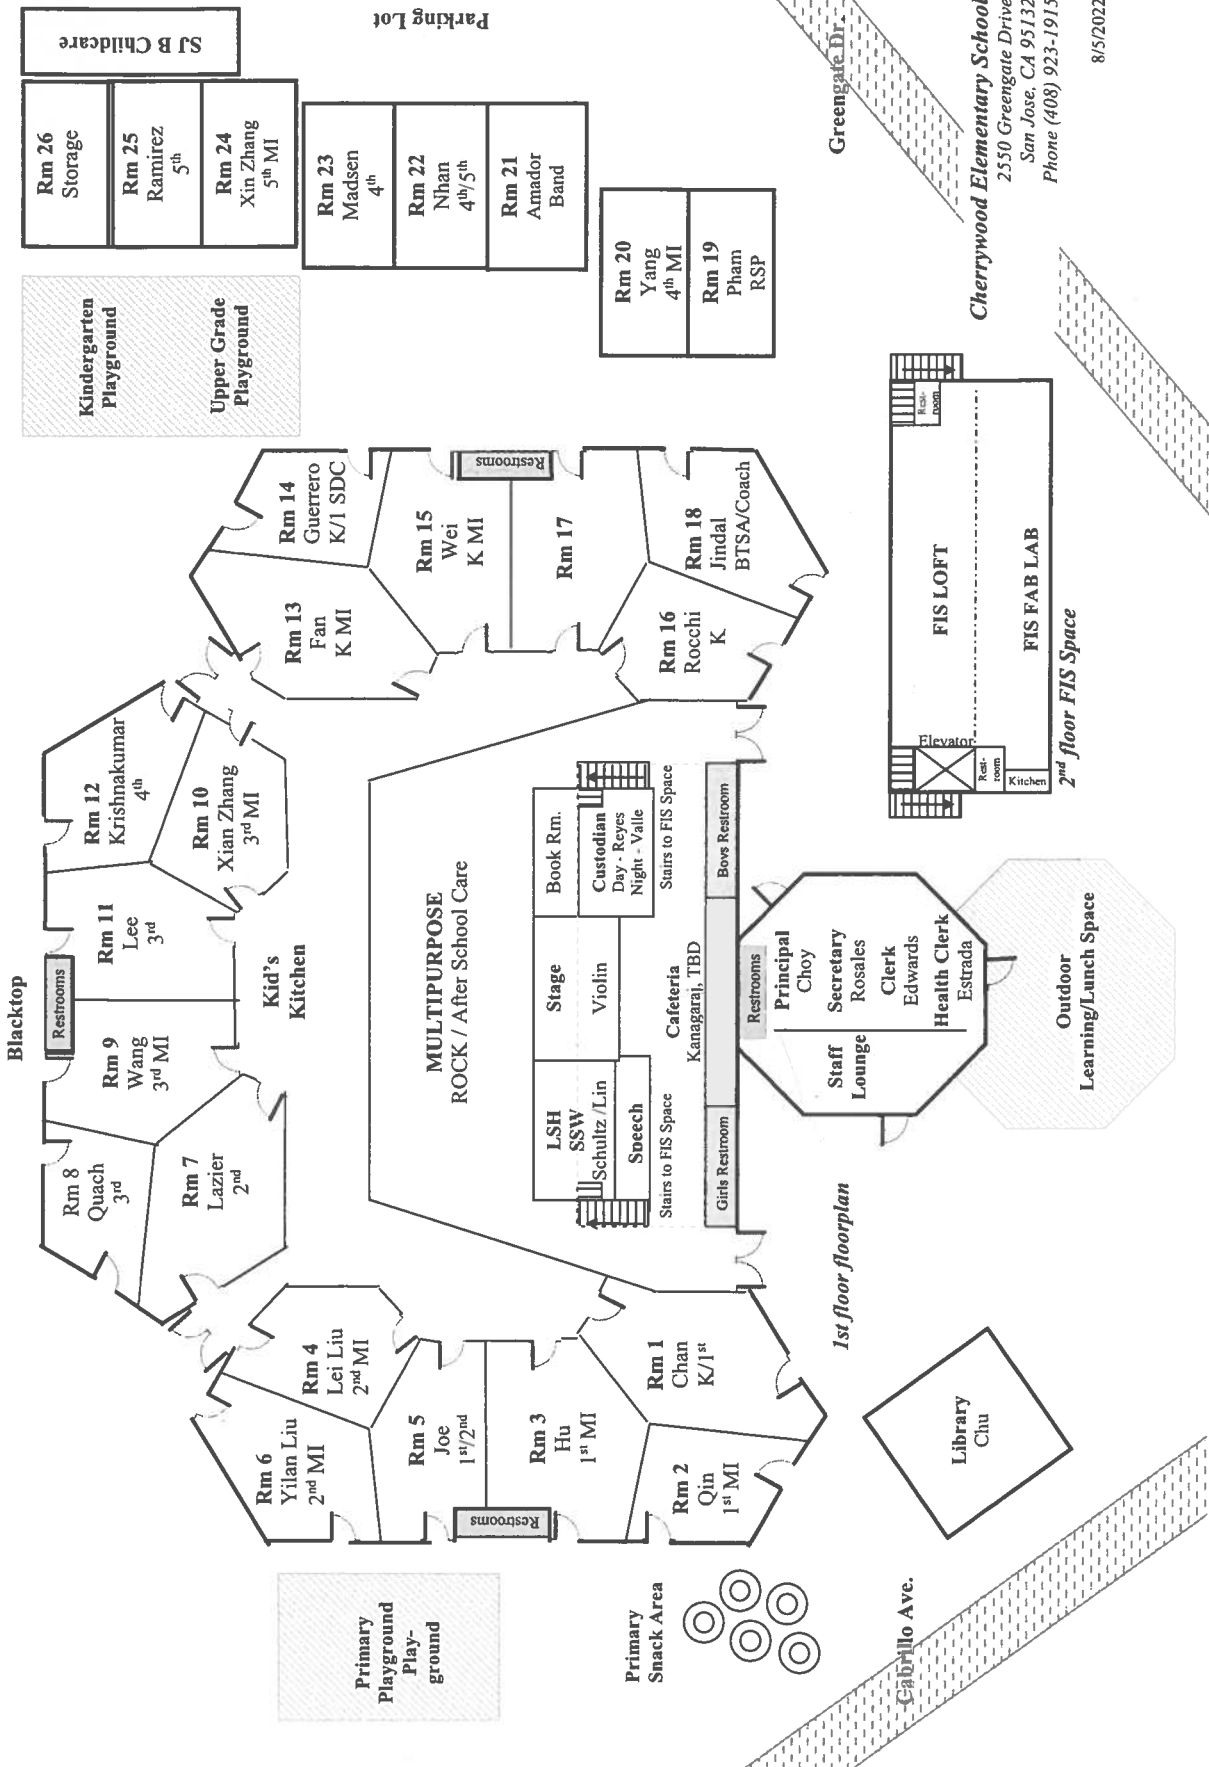 Blacktop
Rm 8
Quach
3rd
Restrooms
Rm 9
Wang
3rd MI
Rm 11
Lee
3rd
Rm 12
Krishnakumar
4th
Rm 7
Lazier
2nd
Kid's
Kitchen
Rm 10
Xian Zhang
3rd MI
Kindergarten
Playground
Upper Grade
Playground
Rm 26
Storage
Rm 25
Ramirez
5th
Rm 24
Xin Zhang
5th MI
SJ B Childcare
Parking Lot
Rm 23
Madsen
4th
Rm 22
Nhan
4th/5th
Rm 21
Amador
Band
Rm 20
Yang
4th MI
Rm 19
Pham
RSP
Primary
Playground
Play-
ground
Rm 6
Yilan Liu
2nd MI
Rm 4
Lei Liu
2nd MI
Rm 5
Joe
1st/2nd
Restrooms
Rm 3
Hu
1st MI
Rm 1
Chan
K/1st
Rm 2
Qin
1st MI
MULTIPURPOSE
ROCK / After School Care
LSH
SSW
Schultz /Lin
Speech
Stage
Violin
Book Rm.
Custodian
Day - Reyes
Night - Valle
Stairs to FIS Space
Cafeteria
Kanagaraj, TBD
Stairs to FIS Space
Girls Restroom
Boys Restroom
Rm 13
Fan
K MI
Rm 14
Guerrero
K/1 SDC
Rm 15
Wei
K MI
Restrooms
Rm 17
Rm 16
Rocchi
K
Rm 18
Jindal
BTSA/Coach
Primary
Snack Area
1st floor floorplan
Restrooms
Staff
Lounge
Principal
Choy
Secretary
Rosales
Clerk
Edwards
Health Clerk
Estrada
Outdoor
Learning/Lunch Space
Library
Chu
Cabrillo Ave.
Elevator
Rest-
room
Kitchen
Rest-
room
FIS LOFT
FIS FAB LAB
2nd floor FIS Space
Greengate Dr.
Cherrywood Elementary School
2550 Greengate Drive
San Jose, CA 95132
Phone (408) 923-1915
8/5/2022